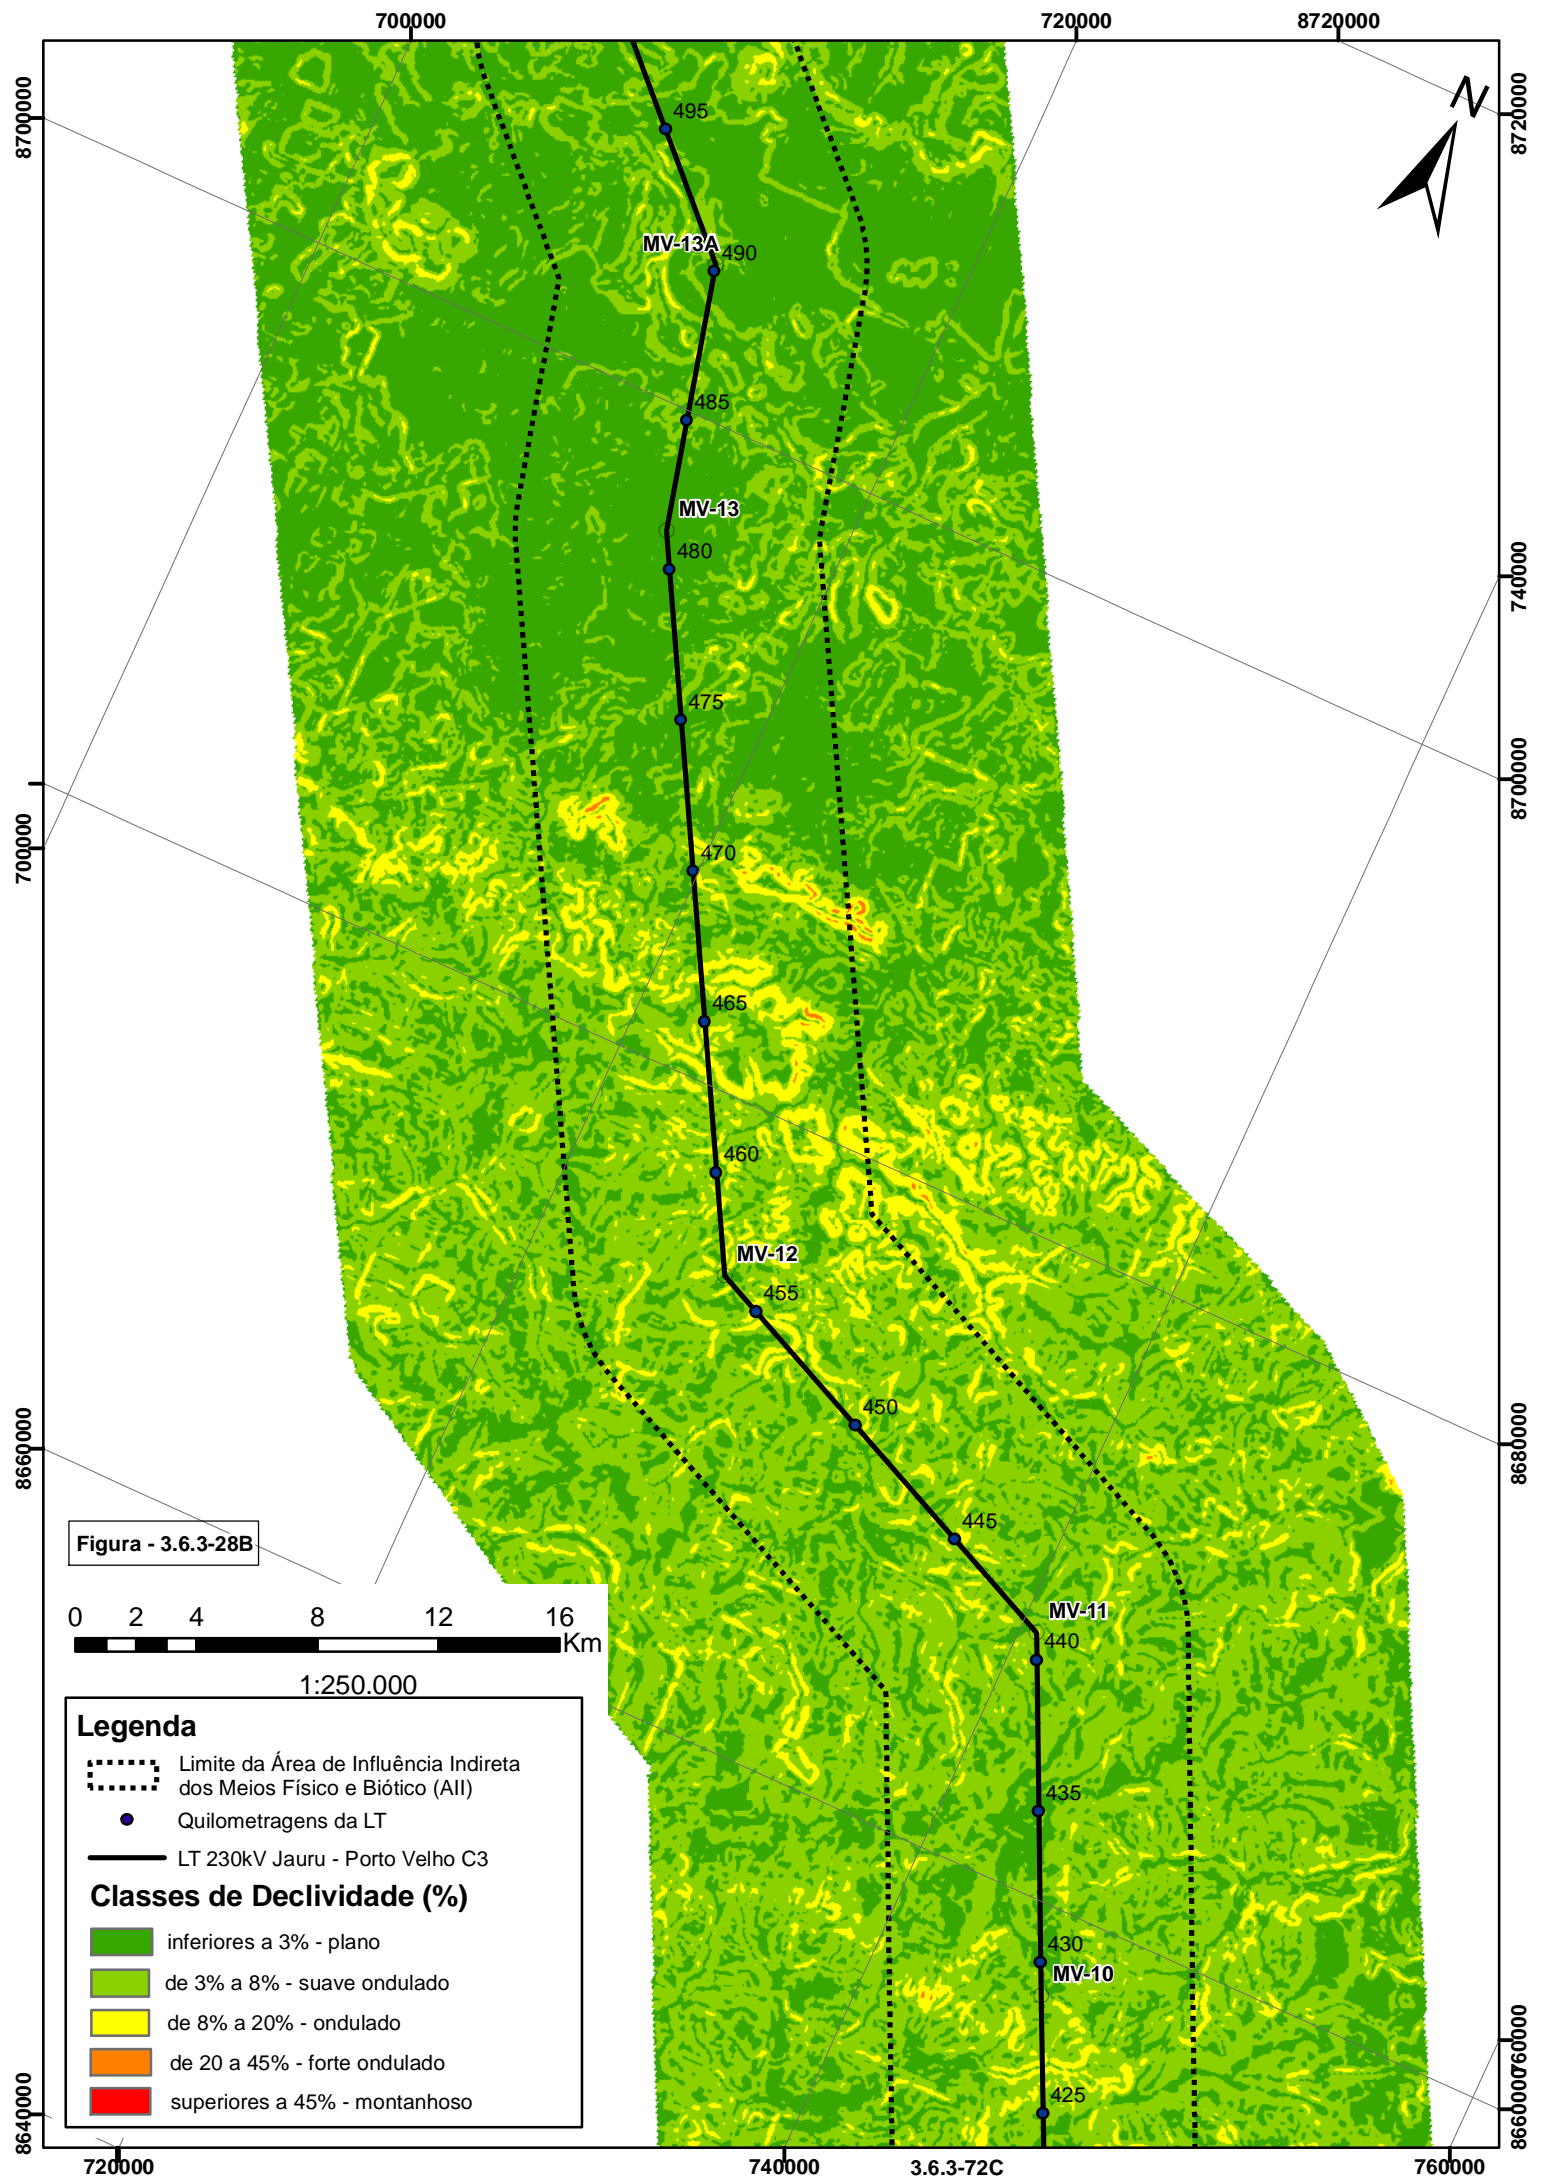 700000
720000
8720000
8700000
8720000
N
495
MV-13A
490
485
MV-13
480
740000
475
8700000
700000
470
465
460
MV-12
455
450
8660000
8680000
445
Figura - 3.6.3-28B
0 2 4 8 12 16
Km
1:250.000
MV-11
440
Legenda
Limite da Área de Influência Indireta
dos Meios Físico e Biótico (AII)
Quilometragens da LT
LT 230kV Jauru - Porto Velho C3
Classes de Declividade (%)
inferiores a 3% - plano
de 3% a 8% - suave ondulado
de 8% a 20% - ondulado
de 20 a 45% - forte ondulado
superiores a 45% - montanhoso
435
430
MV-10
425
760000
8660000
8640000
720000
740000
3.6.3-72C
760000